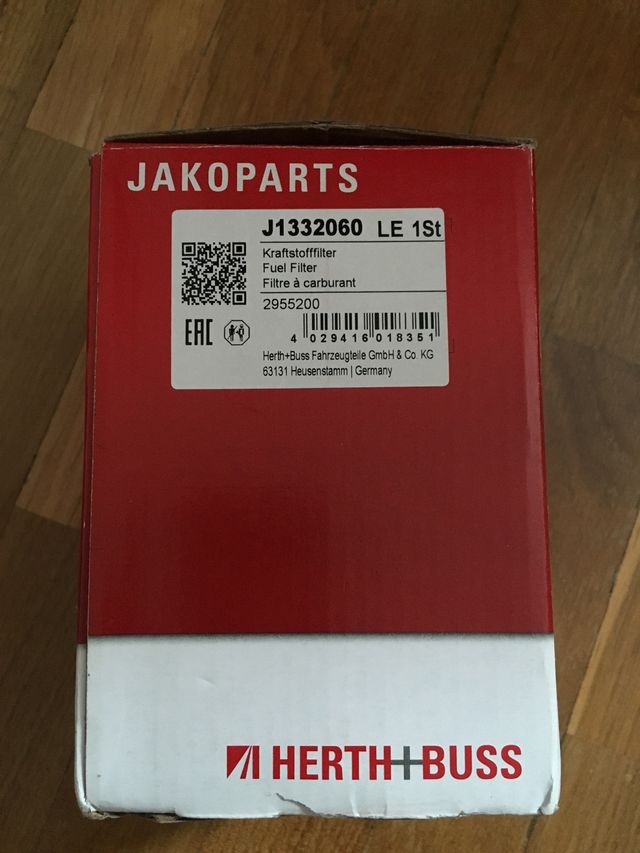 JAKOPARTS
J1332060 LE 1St
Kraftstofffilter
Fuel Filter
Filtre à carburant
2955200
EAC
4 029416 018351
Herth+Buss Fahrzeugteile GmbH & Co. KG
63131 Heusenstamm | Germany
HERTH+BUSS